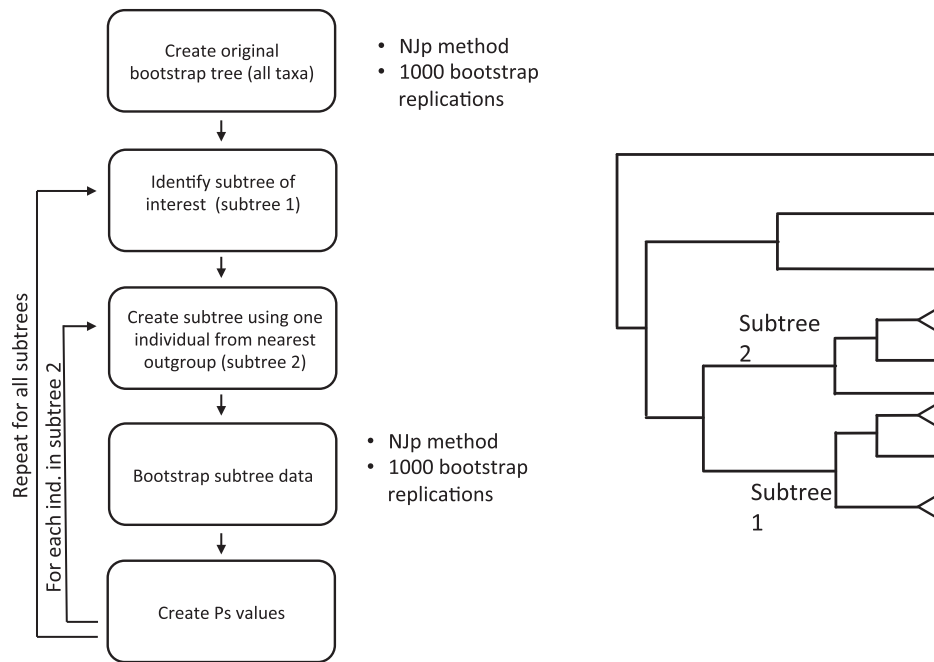 Create original
bootstrap tree (all taxa)
• NJp method
• 1000 bootstrap
replications
Identify subtree of
interest (subtree 1)
Create subtree using one
individual from nearest
outgroup (subtree 2)
Bootstrap subtree data
• NJp method
• 1000 bootstrap
replications
Create Ps values
Repeat for all subtrees
For each ind. in subtree 2
Subtree
2
Subtree
1